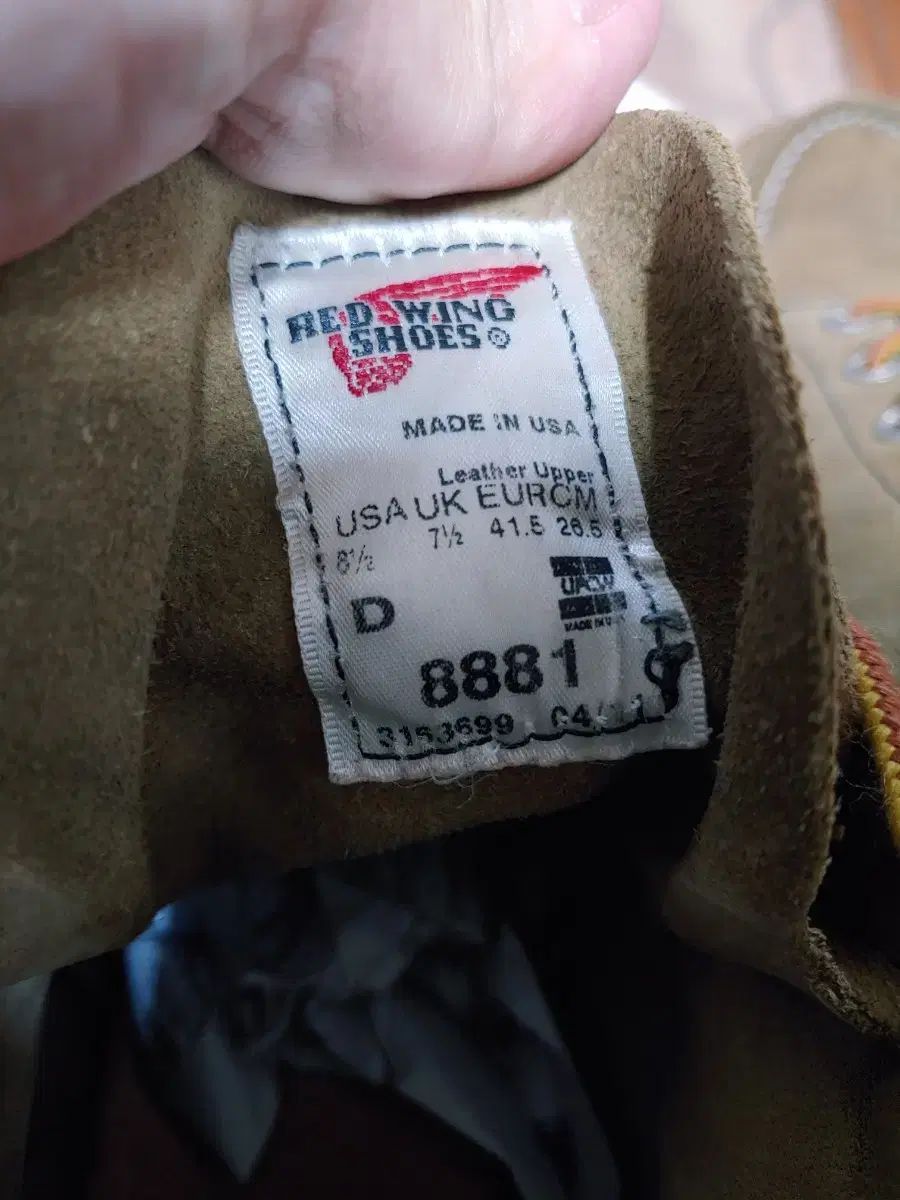 RED WING
SHOES®
MADE IN USA
Leather Upper
USA UK EUR CM
8½ 7½ 41.5 26.5
D
8881
3153699 04/